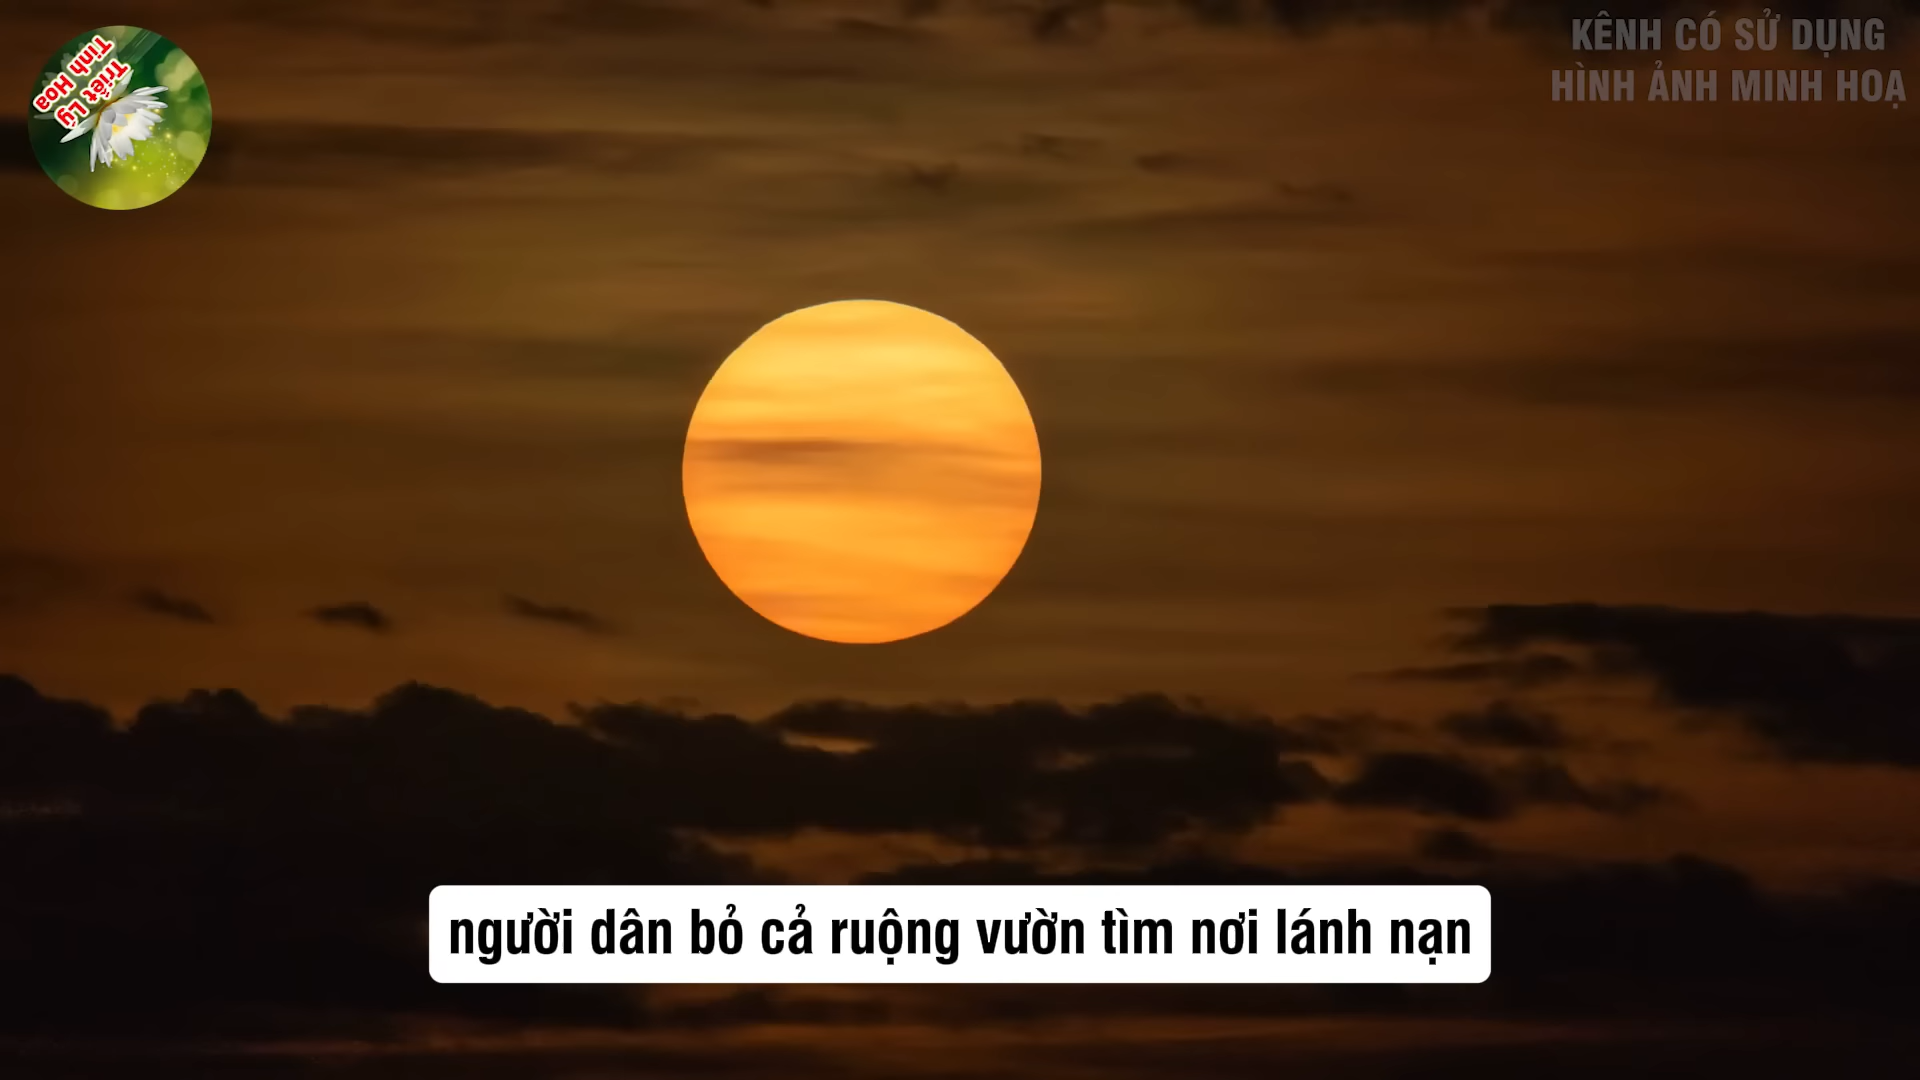 Tinh Hoa
Triết Lý
KÊNH CÓ SỬ DỤNG
HÌNH ẢNH MINH HOẠ
người dân bỏ cả ruộng vườn tìm nơi lánh nạn